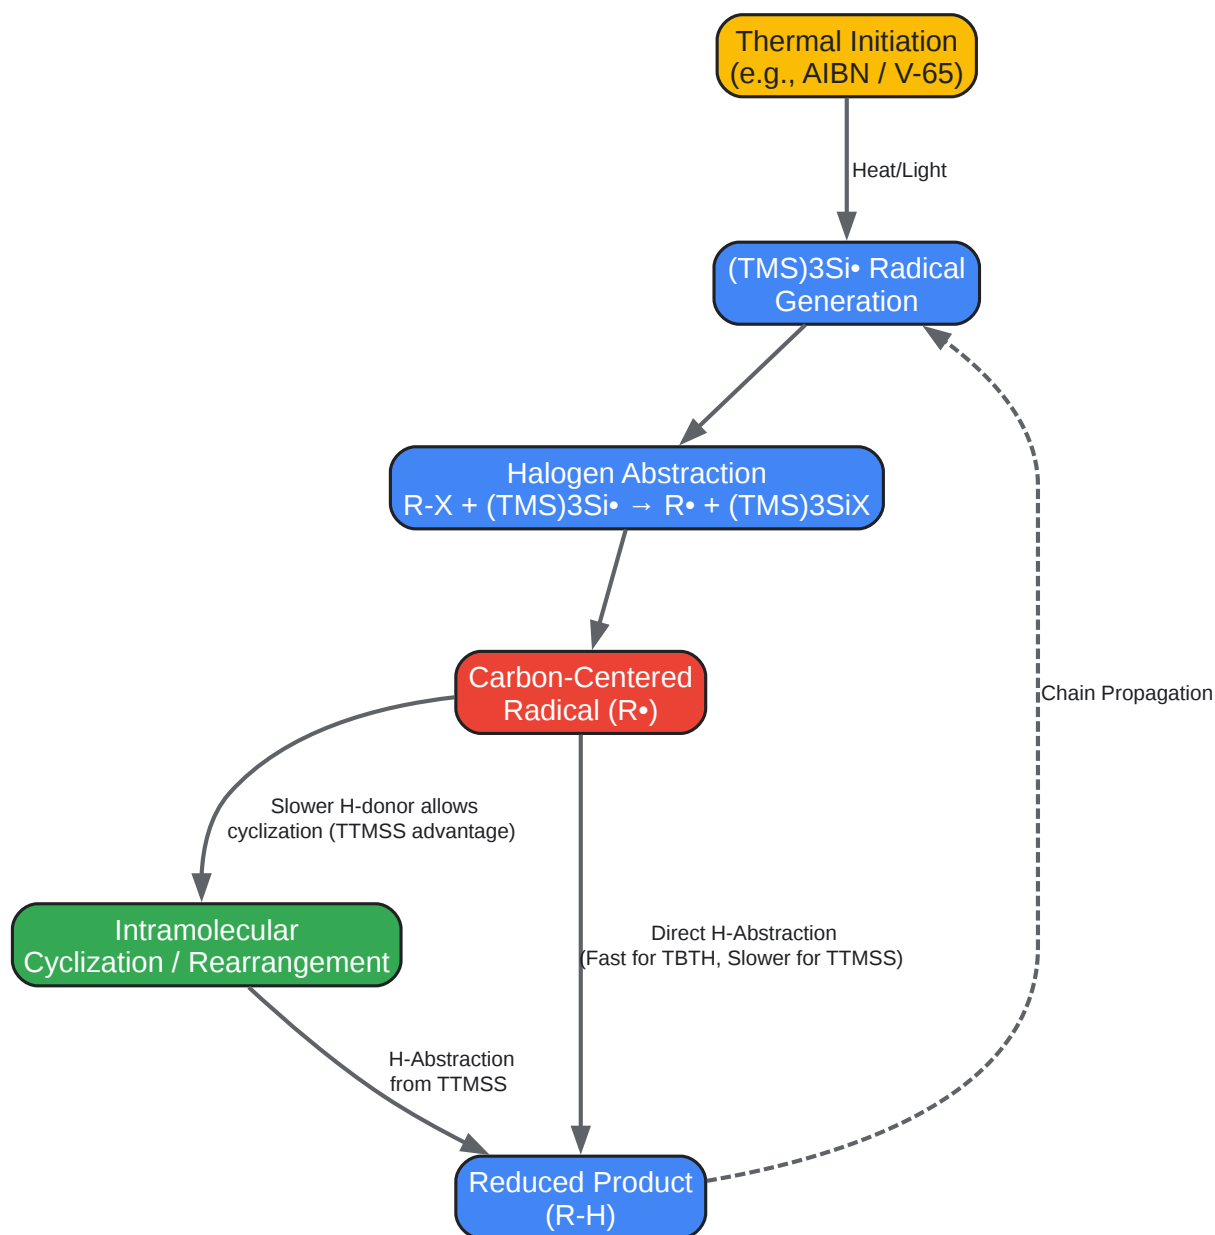 Thermal Initiation
(e.g., AIBN / V-65)
Heat/Light
(TMS)3Si• Radical
Generation
Halogen Abstraction
R-X + (TMS)3Si• → R• + (TMS)3SiX
Carbon-Centered
Radical (R•)
Chain Propagation
Slower H-donor allows
cyclization (TTMSS advantage)
Intramolecular
Cyclization / Rearrangement
Direct H-Abstraction
(Fast for TBTH, Slower for TTMSS)
H-Abstraction
from TTMSS
Reduced Product
(R-H)